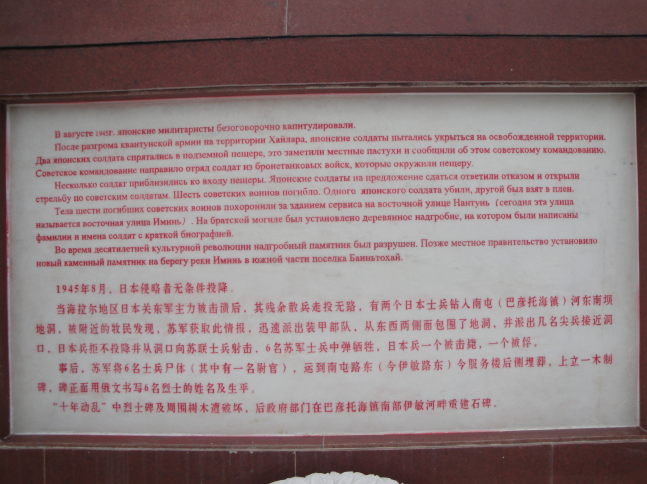 В августе 1945г. японские милитаристы безоговорочно капитулировали.
После разгрома квантунской армии на территории Хайлара, японские солдаты пытались укрыться на освобожденной территории.
Два японских солдата спрятались в подземной пещере, это заметили местные пастухи и сообщили об этом советскому командованию.
Советское командование направило отряд солдат из бронетанковых войск, которые окружили пещеру.
Несколько солдат приблизились ко входу пещеры. Японские солдаты на предложение сдаться ответили отказом и открыли
стрельбу по советским солдатам. Шесть советских воинов погибло. Одного японского солдата убили, другой был взят в плен.
Тела шести погибших советских воинов похоронили за зданием сервиса на восточной улице Нантунь (сегодня эта улица
называется восточная улица Иминь). На братской могиле был установлено деревянное надгробие, на котором были написаны
фамилии и имена солдат с краткой биографией.
Во время десятилетней культурной революции надгробный памятник был разрушен. Позже местное правительство установило
новый каменный памятник на берегу реки Иминь в южной части поселка Баиньтохай.
1945年8月，日本侵略者无条件投降。
当海拉尔地区日本关东军主力被击溃后，其残余散兵走投无路，有两个日本士兵钻入南屯（巴彦托海镇）河东南坝
地洞，被附近的牧民发现，苏军获取此情报，迅速派出装甲部队，从东西两侧面包围了地洞，并派出几名尖兵接近洞
口，日本兵拒不投降并从洞口向苏联士兵射击，6名苏军士兵中弹牺牲，日本兵一个被击毙，一个被俘。
事后，苏军将6名士兵尸体（其中有一名尉官），运到南屯路东（今伊敏路东）今服务楼后侧埋葬，上立一木制
碑，碑正面用俄文书写6名烈士的姓名及生平。
“十年动乱”中烈士碑及周围树木遭破坏，后政府部门在巴彦托海镇南部伊敏河畔重建石碑。